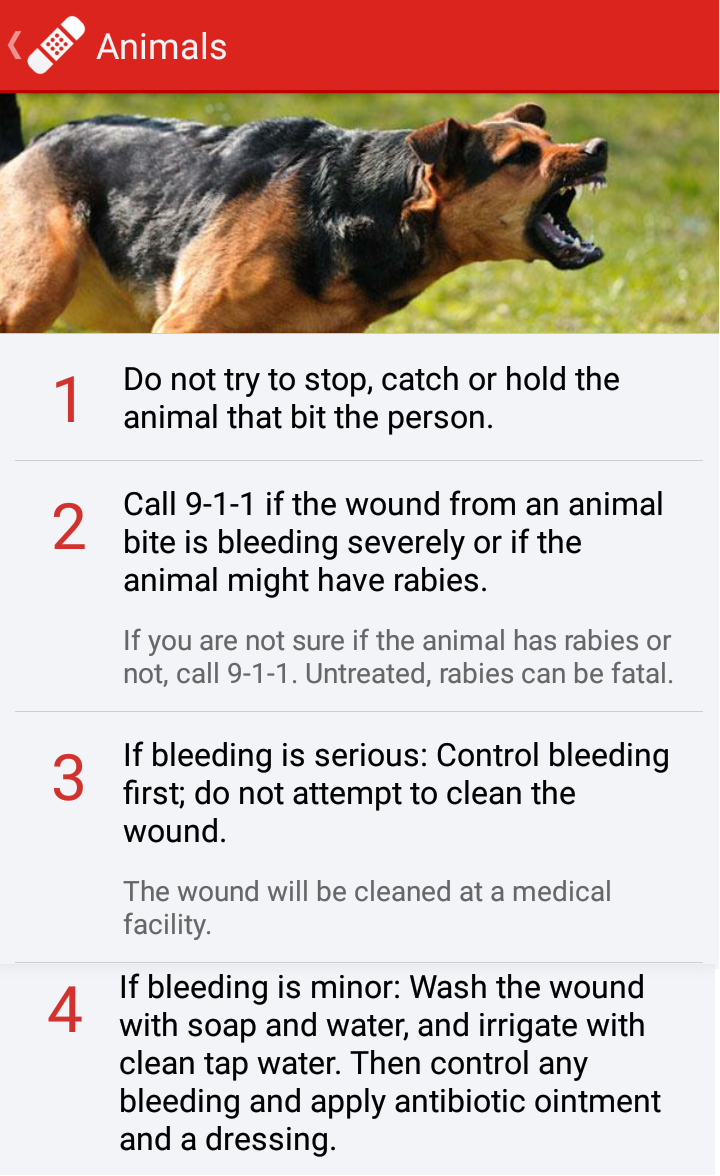 Animals
1
Do not try to stop, catch or hold the
animal that bit the person.
2
Call 9-1-1 if the wound from an animal
bite is bleeding severely or if the
animal might have rabies.
If you are not sure if the animal has rabies or
not, call 9-1-1. Untreated, rabies can be fatal.
3
If bleeding is serious: Control bleeding
first; do not attempt to clean the
wound.
The wound will be cleaned at a medical
facility.
4
If bleeding is minor: Wash the wound
with soap and water, and irrigate with
clean tap water. Then control any
bleeding and apply antibiotic ointment
and a dressing.